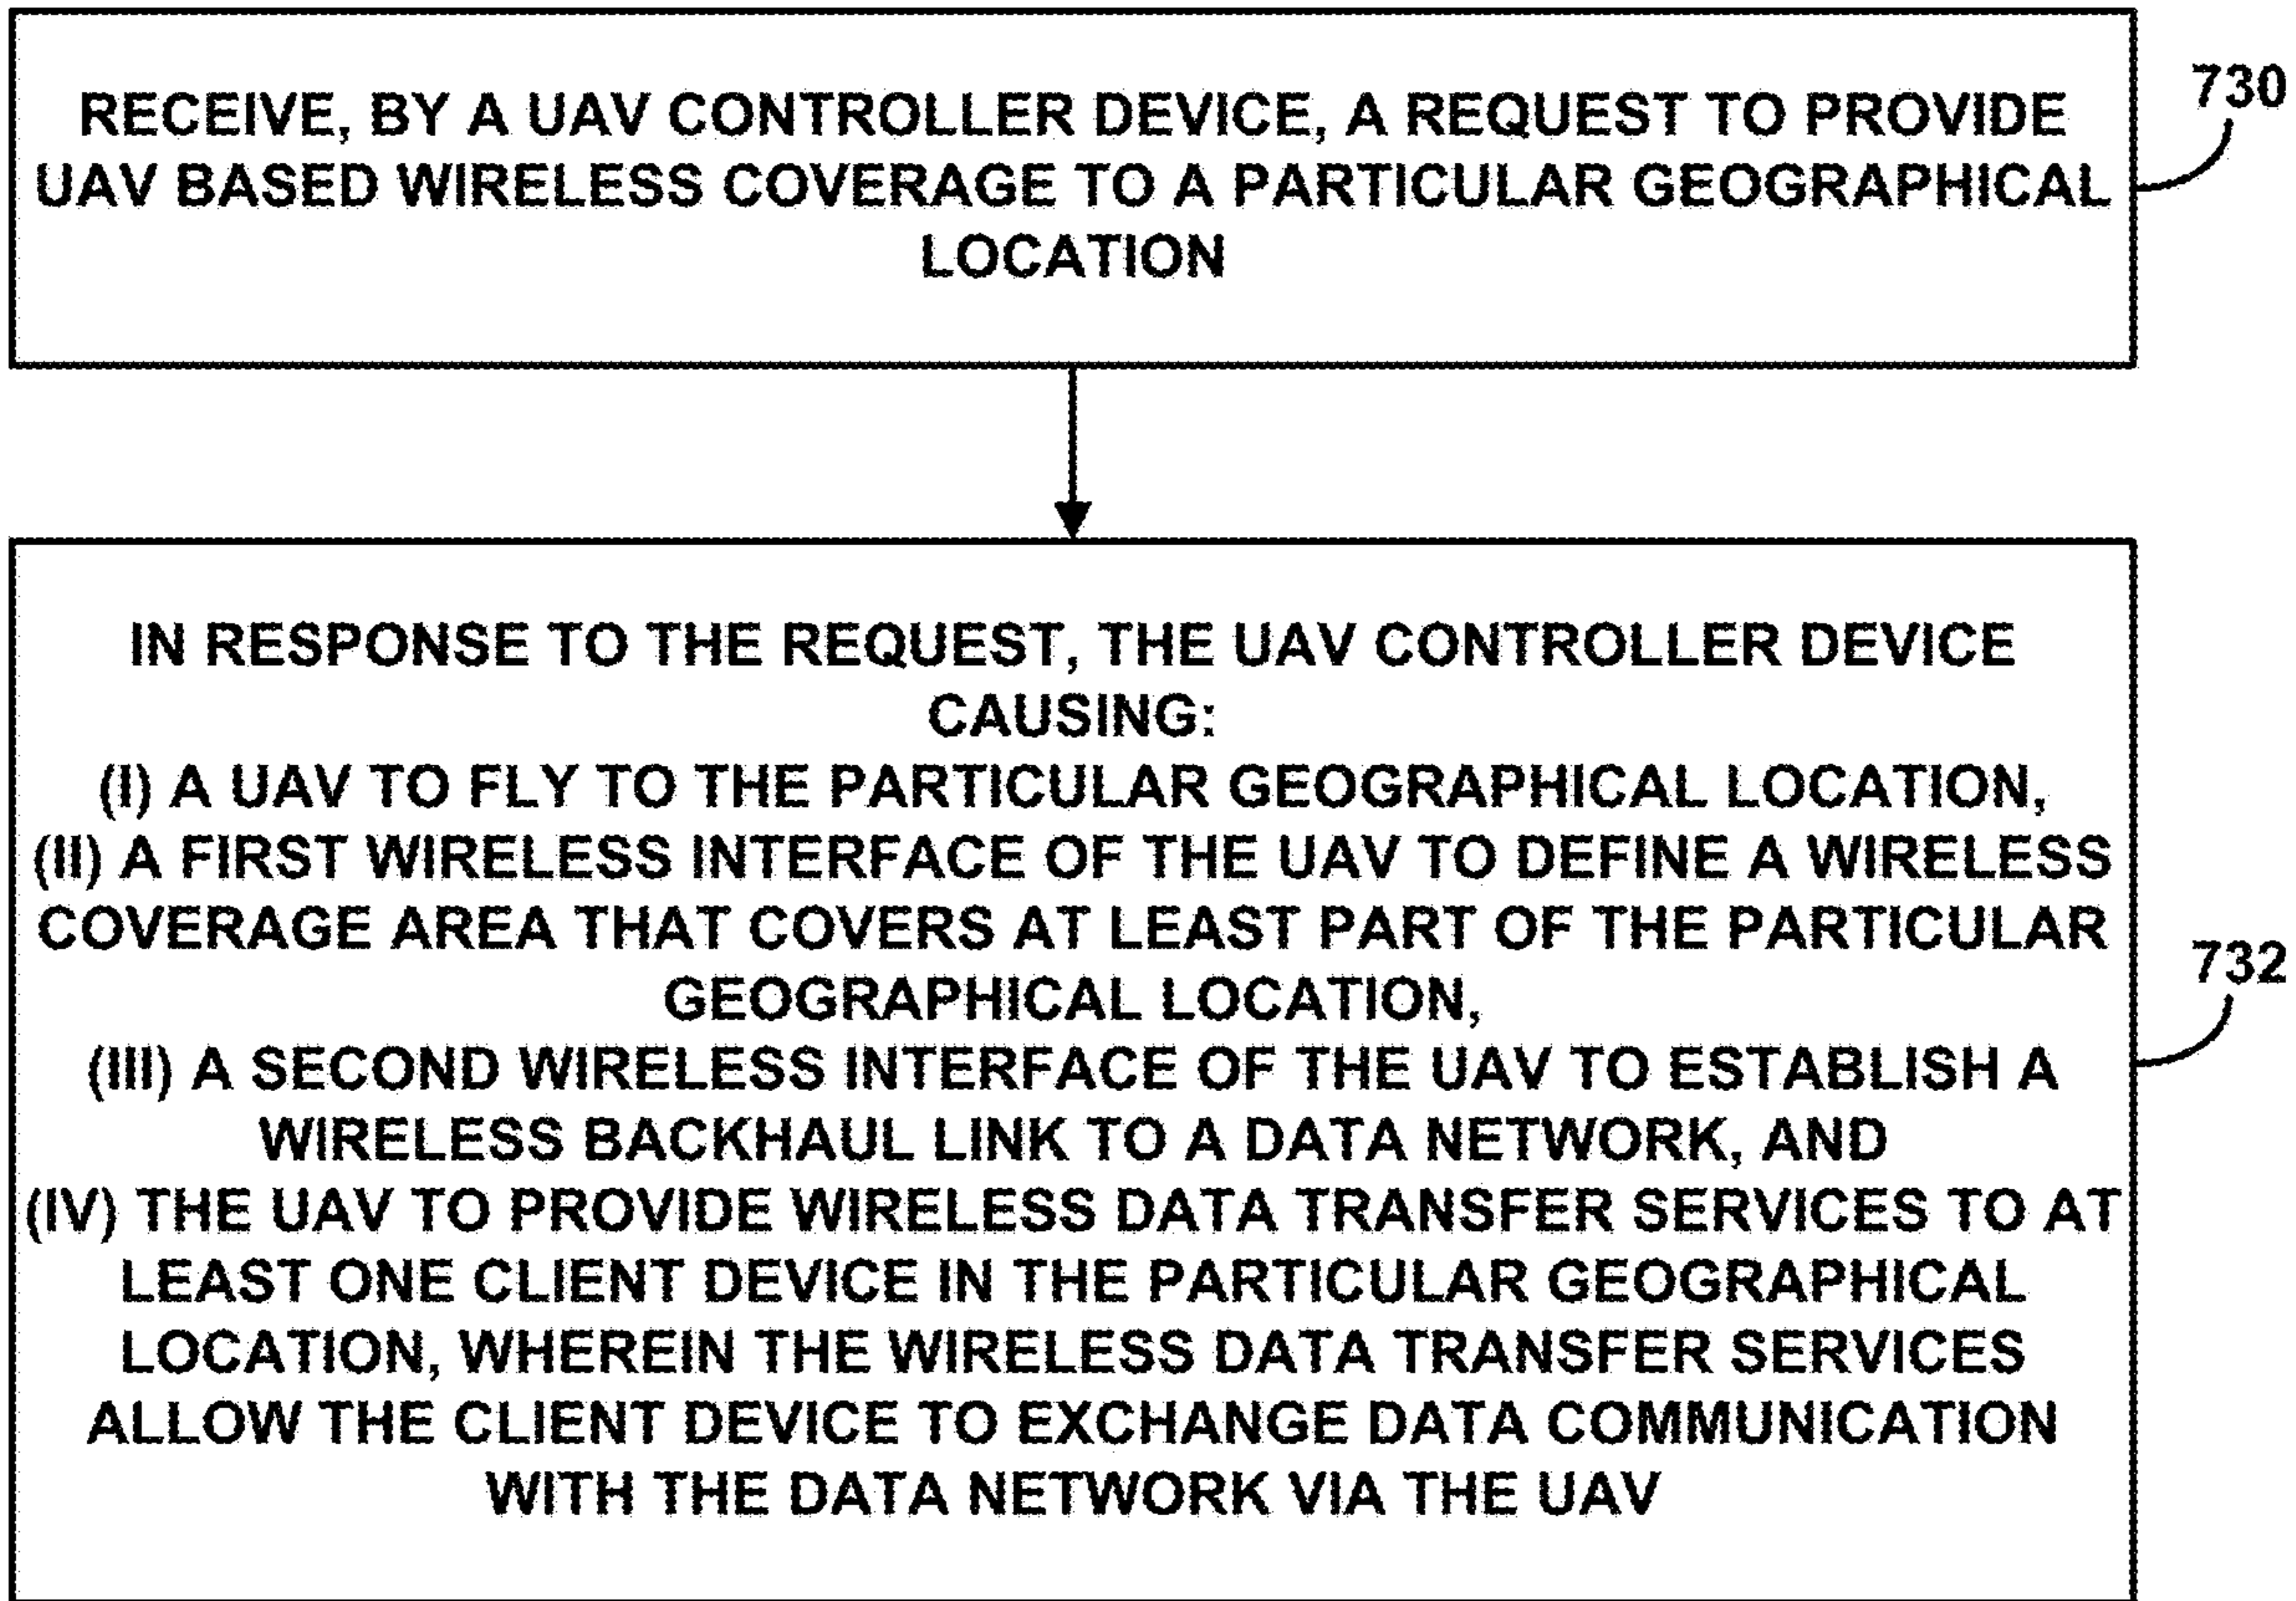 RECEIVE, BY A UAV CONTROLLER DEVICE, A REQUEST TO PROVIDE
UAV BASED WIRELESS COVERAGE TO A PARTICULAR GEOGRAPHICAL
LOCATION
730
IN RESPONSE TO THE REQUEST, THE UAV CONTROLLER DEVICE
CAUSING:
(I) A UAV TO FLY TO THE PARTICULAR GEOGRAPHICAL LOCATION,
(II) A FIRST WIRELESS INTERFACE OF THE UAV TO DEFINE A WIRELESS
COVERAGE AREA THAT COVERS AT LEAST PART OF THE PARTICULAR
GEOGRAPHICAL LOCATION,
(III) A SECOND WIRELESS INTERFACE OF THE UAV TO ESTABLISH A
WIRELESS BACKHAUL LINK TO A DATA NETWORK, AND
(IV) THE UAV TO PROVIDE WIRELESS DATA TRANSFER SERVICES TO AT
LEAST ONE CLIENT DEVICE IN THE PARTICULAR GEOGRAPHICAL
LOCATION, WHEREIN THE WIRELESS DATA TRANSFER SERVICES
ALLOW THE CLIENT DEVICE TO EXCHANGE DATA COMMUNICATION
WITH THE DATA NETWORK VIA THE UAV
732